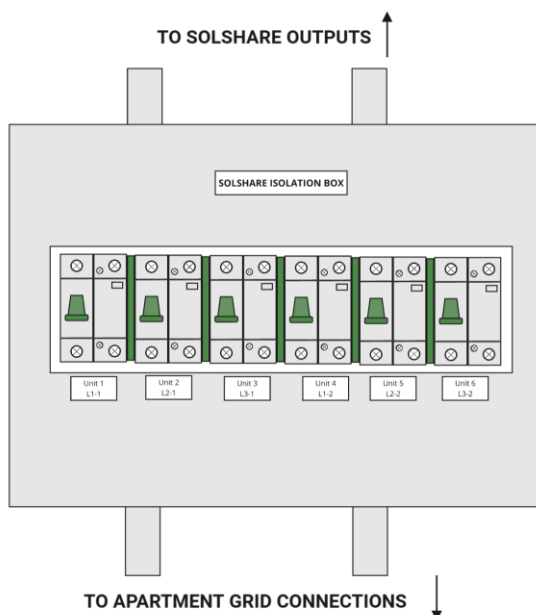 TO SOLSHARE OUTPUTS
SOLSHARE ISOLATION BOX
Unit 1
L1-1
Unit 2
L2-1
Unit 3
L3-1
Unit 4
L1-2
Unit 5
L2-2
Unit 6
L3-2
TO APARTMENT GRID CONNECTIONS